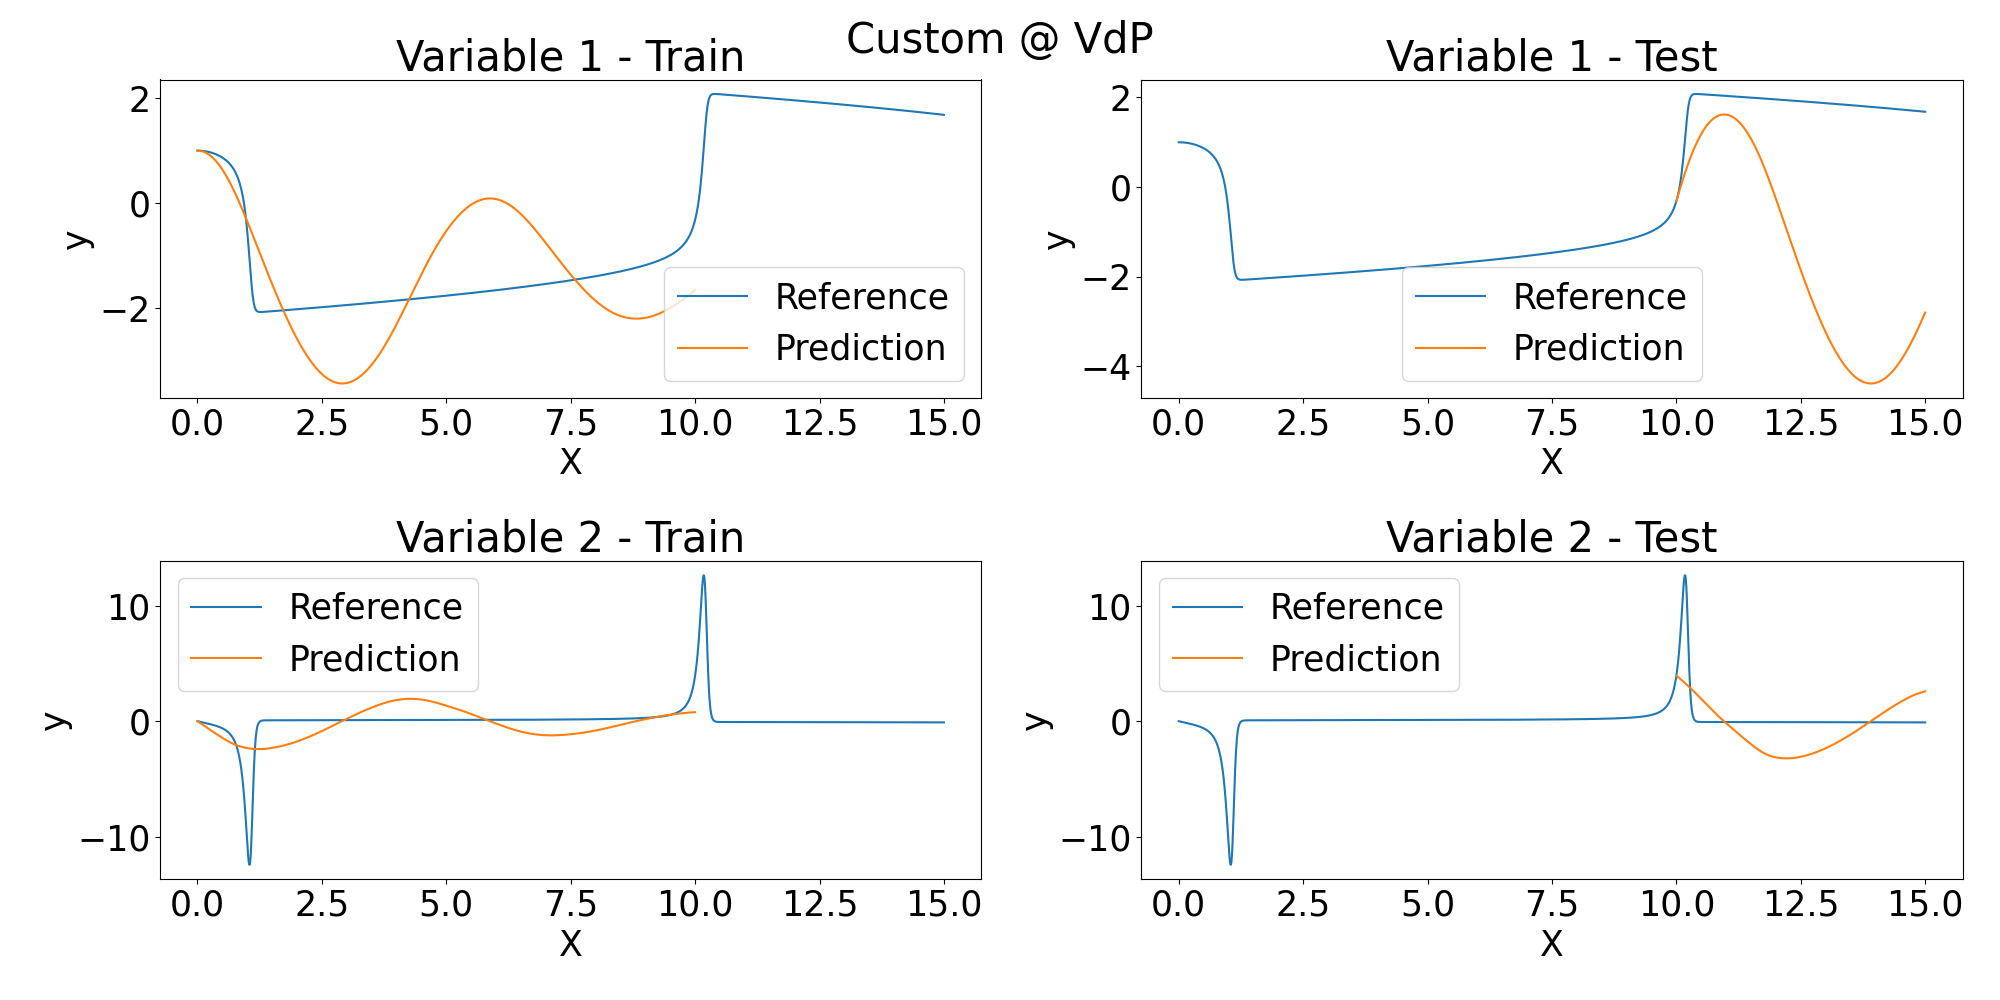 Custom @ VdP
Variable 1 - Train
2
0
−2
y
0.0 2.5 5.0 7.5 10.0 12.5 15.0
X
Reference
Prediction
Variable 1 - Test
2
0
−2
−4
y
0.0 2.5 5.0 7.5 10.0 12.5 15.0
X
Reference
Prediction
Variable 2 - Train
10
0
−10
y
0.0 2.5 5.0 7.5 10.0 12.5 15.0
X
Reference
Prediction
Variable 2 - Test
10
0
−10
y
0.0 2.5 5.0 7.5 10.0 12.5 15.0
X
Reference
Prediction